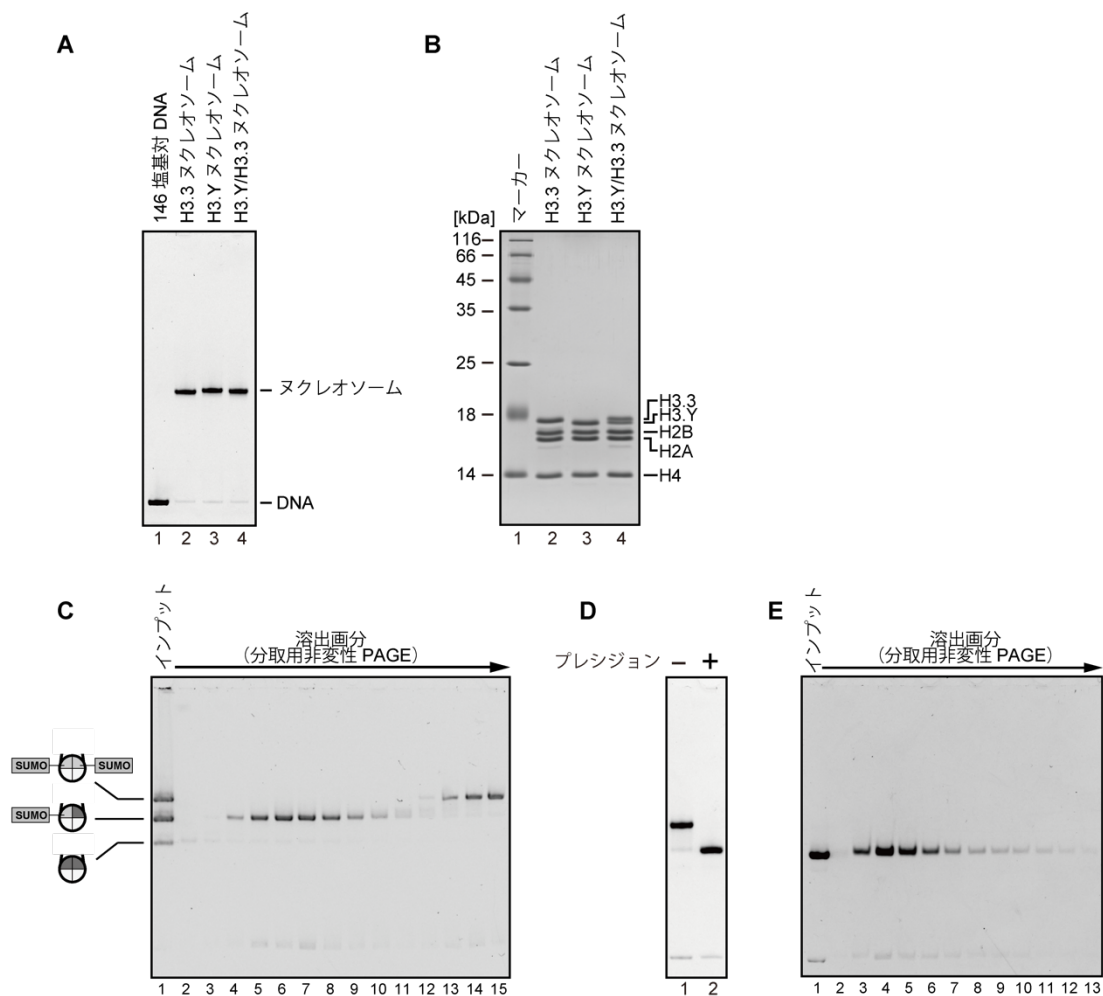 A
146 塩基対 DNA
H3.3 ヌクレオソーム
H3.Y ヌクレオソーム
H3.Y/H3.3 ヌクレオソーム
ヌクレオソーム
DNA
1 2 3 4
B
マーカー
H3.3 ヌクレオソーム
H3.Y ヌクレオソーム
H3.Y/H3.3 ヌクレオソーム
[kDa]
116
66
45
35
25
18
14
H3.3
H3.Y
H2B
H2A
H4
1 2 3 4
C
インプット
溶出画分
(分取用非変性 PAGE)
SUMO SUMO
SUMO
1 2 3 4 5 6 7 8 9 10 11 12 13 14 15
D
プレシジョン − +
1 2
E
インプット
溶出画分
(分取用非変性 PAGE)
1 2 3 4 5 6 7 8 9 10 11 12 13